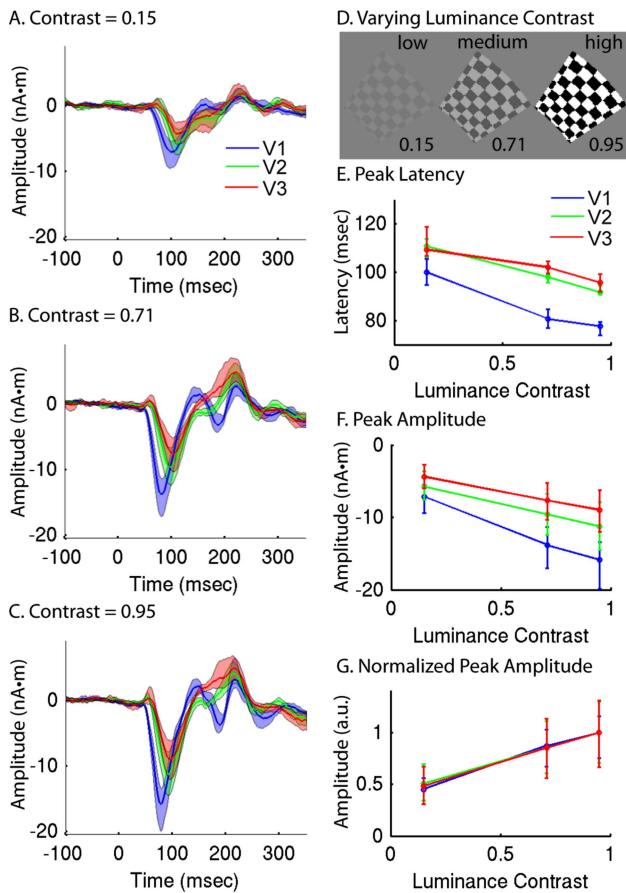 A. Contrast = 0.15
Amplitude (nA•m)
10
0
-10
-20
-100 0 100 200 300
Time (msec)
V1
V2
V3
B. Contrast = 0.71
Amplitude (nA•m)
10
0
-10
-20
-100 0 100 200 300
Time (msec)
C. Contrast = 0.95
Amplitude (nA•m)
10
0
-10
-20
-100 0 100 200 300
Time (msec)
D. Varying Luminance Contrast
low medium high
0.15 0.71 0.95
E. Peak Latency
V1
V2
V3
Latency (msec)
120
100
80
0 0.5 1
Luminance Contrast
F. Peak Amplitude
Amplitude (nA•m)
0
-10
-20
0 0.5 1
Luminance Contrast
G. Normalized Peak Amplitude
Amplitude (a.u.)
1
0.5
0
0 0.5 1
Luminance Contrast